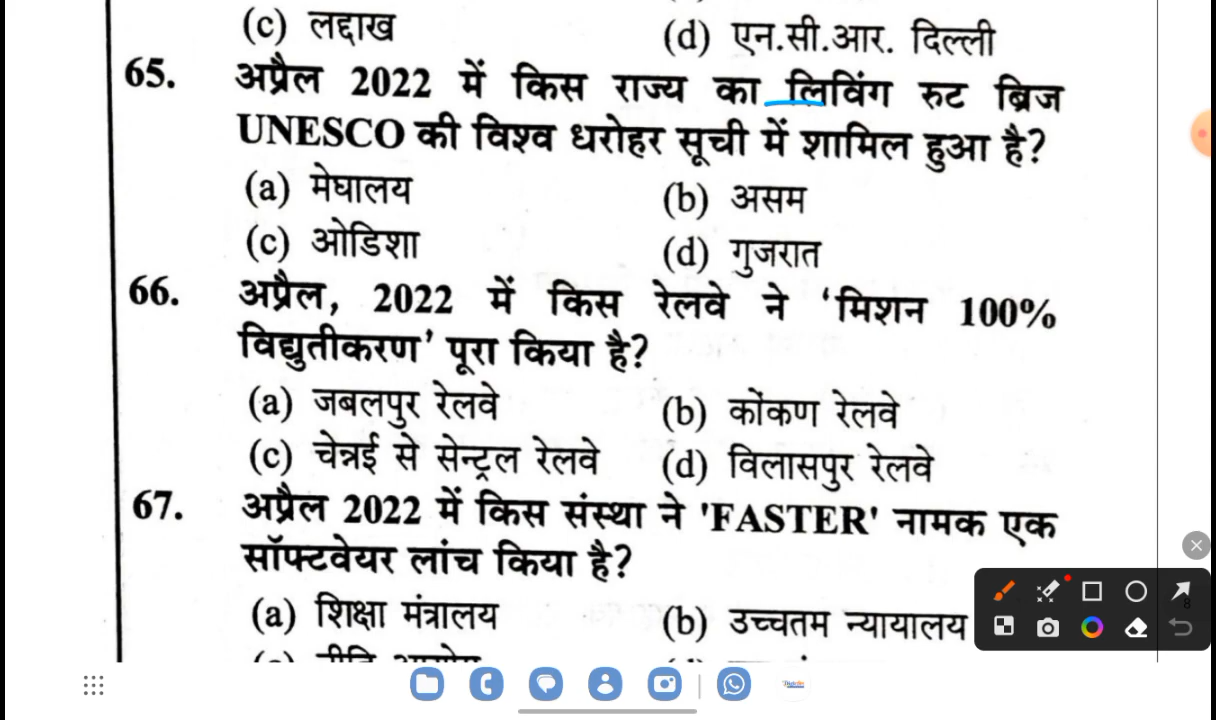 (c) लद्दाख (d) एन.सी.आर. दिल्ली
65. अप्रैल 2022 में किस राज्य का लिविंग रुट ब्रिज
UNESCO की विश्व धरोहर सूची में शामिल हुआ है?
(a) मेघालय (b) असम
(c) ओडिशा (d) गुजरात
66. अप्रैल, 2022 में किस रेलवे ने ‘मिशन 100%
विद्युतीकरण’ पूरा किया है?
(a) जबलपुर रेलवे (b) कोंकण रेलवे
(c) चेन्नई से सेन्ट्रल रेलवे (d) विलासपुर रेलवे
67. अप्रैल 2022 में किस संस्था ने 'FASTER' नामक एक
सॉफ्टवेयर लांच किया है?
(a) शिक्षा मंत्रालय (b) उच्चतम न्यायालय